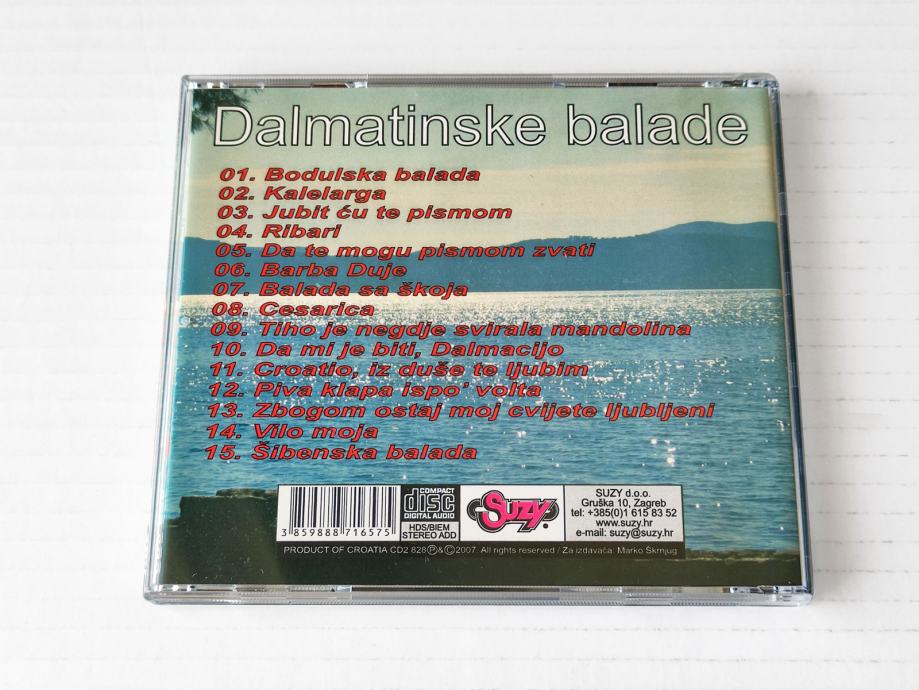 Dalmatinske balade
01. Bodulska balada
02. Kalelarga
03. Jubit ću te pismom
04. Ribari
05. Da te mogu pismom zvati
06. Barba Duje
07. Balada sa škoja
08. Cesarica
09. Tiho je negdje svirala mandolina
10. Da mi je biti, Dalmacijo
11. Croatio, iz duše te ljubim
12. Piva klapa ispo' volta
13. Zbogom ostaj moj cvijete ljubljeni
14. Vilo moja
15. Šibenska balada
3 859888 716575
COMPACT
disc
DIGITAL AUDIO
HDS/BIEM
STEREO ADD
SUZY
SUZY d.o.o.
Gruška 10, Zagreb
tel: +385(0)1 615 83 52
www.suzy.hr
e-mail: suzy@suzy.hr
PRODUCT OF CROATIA CD2 828 Ⓟ&Ⓒ2007. All rights reserved / Za izdavača: Marko Škrnjug